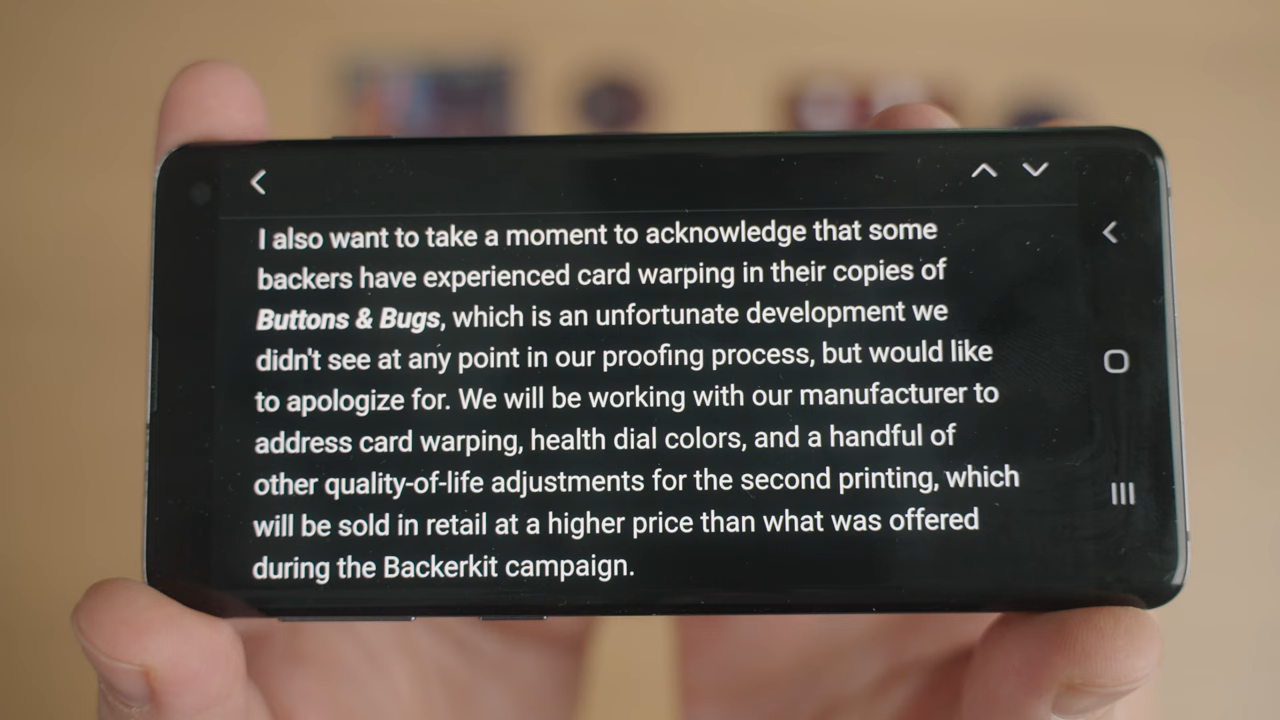 I also want to take a moment to acknowledge that some
backers have experienced card warping in their copies of
Buttons & Bugs, which is an unfortunate development we
didn't see at any point in our proofing process, but would like
to apologize for. We will be working with our manufacturer to
address card warping, health dial colors, and a handful of
other quality-of-life adjustments for the second printing, which
will be sold in retail at a higher price than what was offered
during the Backerkit campaign.